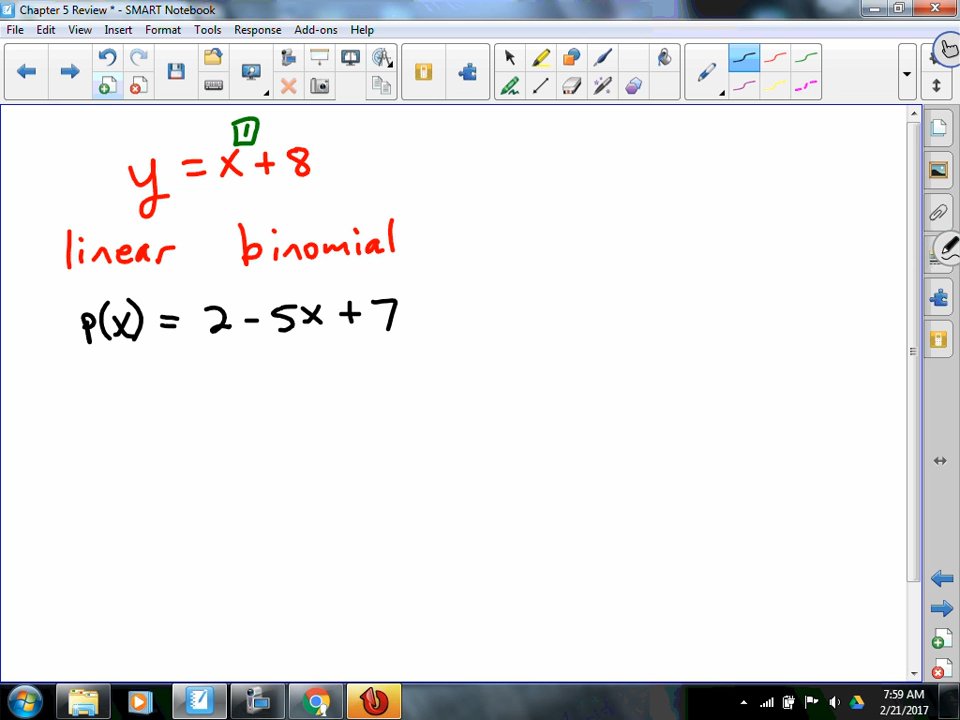 Chapter 5 Review * - SMART Notebook
File Edit View Insert Format Tools Response Add-ons Help
1
y = x + 8
linear binomial
p(x) = 2 - 5x + 7
7:59 AM
2/21/2017